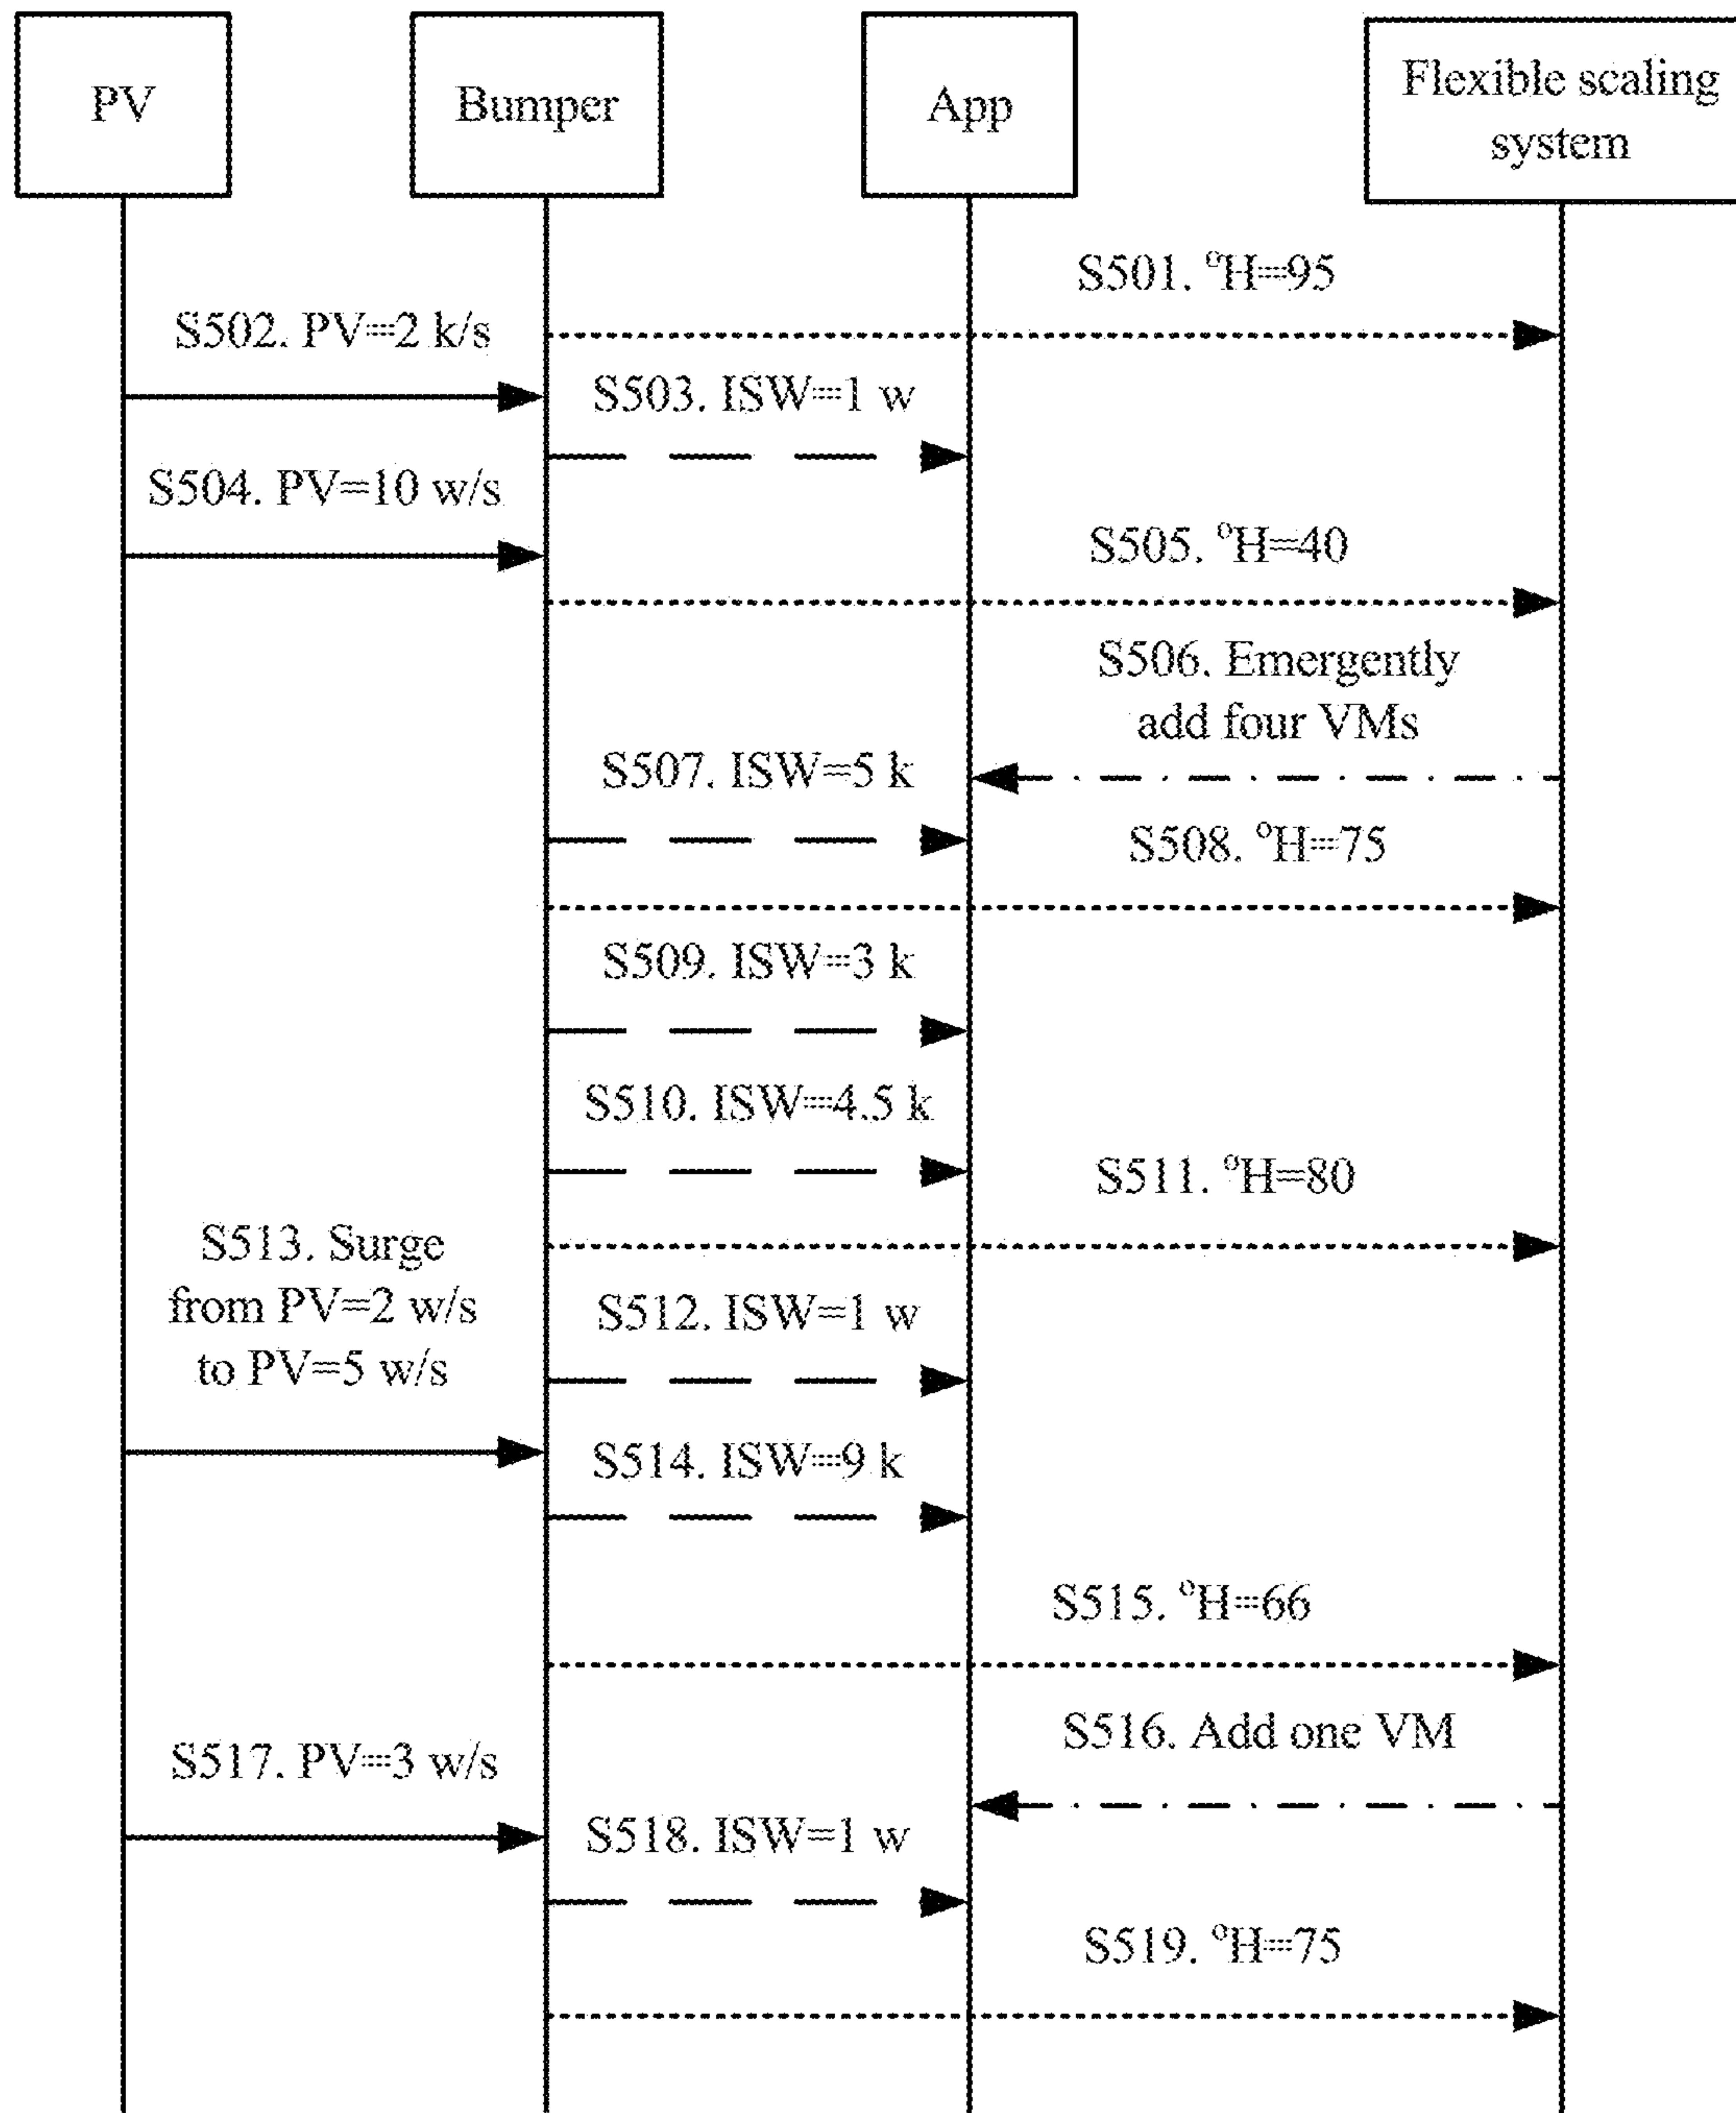 PV
Bumper
App
Flexible scaling
system
S501. °H=95
S502. PV=2 k/s
S503. ISW=1 w
S504. PV=10 w/s
S505. °H=40
S506. Emergently
add four VMs
S507. ISW=5 k
S508. °H=75
S509. ISW=3 k
S510. ISW=4.5 k
S511. °H=80
S513. Surge
from PV=2 w/s
to PV=5 w/s
S512. ISW=1 w
S514. ISW=9 k
S515. °H=66
S516. Add one VM
S517. PV=3 w/s
S518. ISW=1 w
S519. °H=75